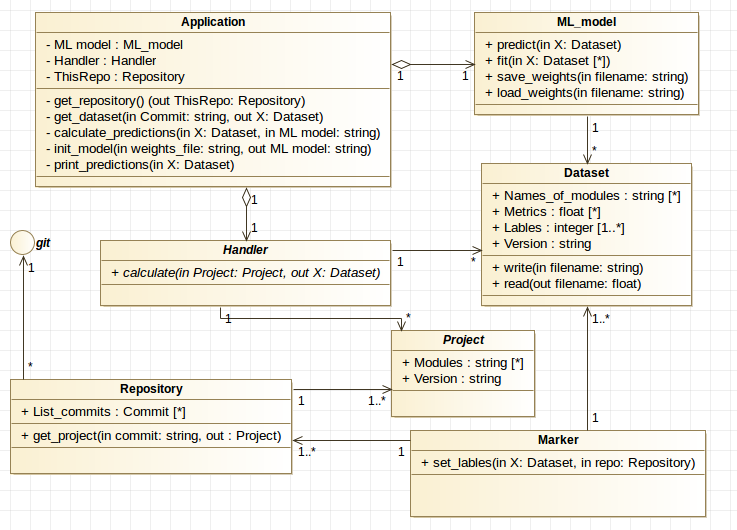 Application
- ML model : ML_model
- Handler : Handler
- ThisRepo : Repository
- get_repository() (out ThisRepo: Repository)
- get_dataset(in Commit: string, out X: Dataset)
- calculate_predictions(in X: Dataset, in ML model: string)
- init_model(in weights_file: string, out ML model: string)
- print_predictions(in X: Dataset)
1
1
ML_model
+ predict(in X: Dataset)
+ fit(in X: Dataset [*])
+ save_weights(in filename: string)
+ load_weights(in filename: string)
1
*
Dataset
+ Names_of_modules : string [*]
+ Metrics : float [*]
+ Lables : integer [1..*]
+ Version : string
+ write(in filename: string)
+ read(out filename: float)
1
1
git
1
*
Handler
+ calculate(in Project: Project, out X: Dataset)
1
*
1
*
1..*
1
Project
+ Modules : string [*]
+ Version : string
Repository
+ List_commits : Commit [*]
+ get_project(in commit: string, out : Project)
1
1..*
1..*
1
Marker
+ set_lables(in X: Dataset, in repo: Repository)